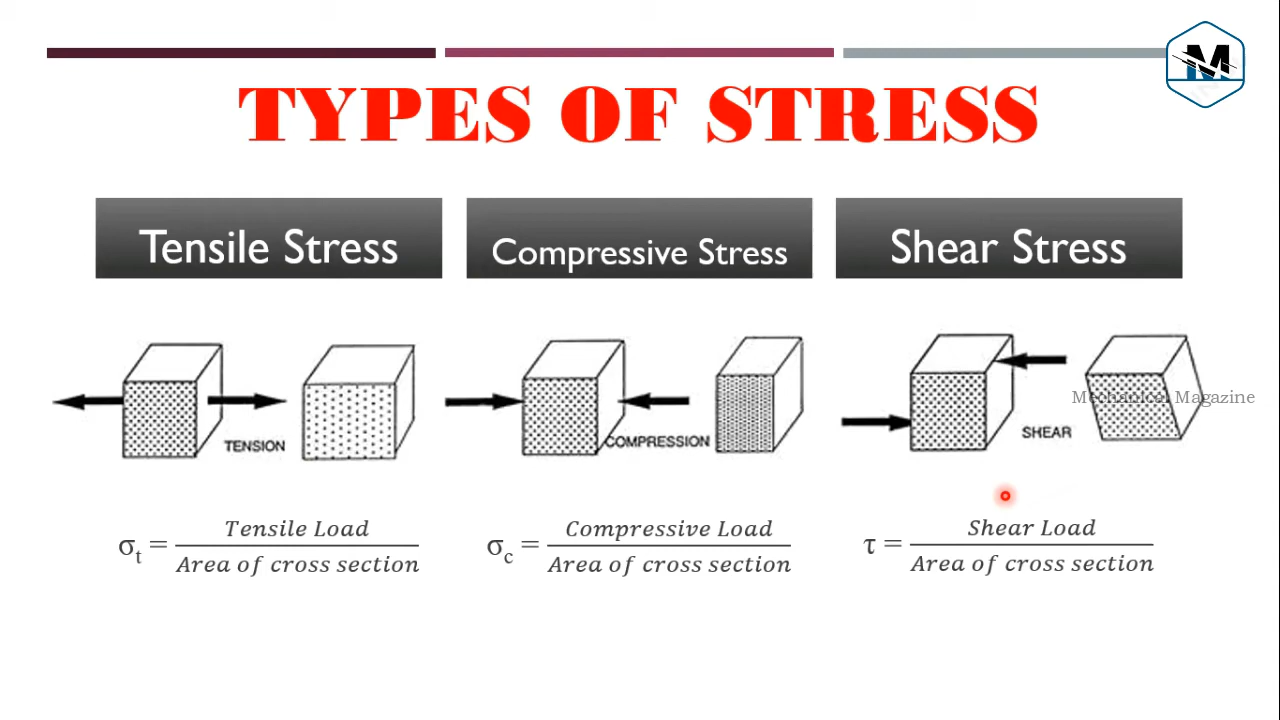 M
TYPES OF STRESS
Tensile Stress
Compressive Stress
Shear Stress
TENSION
COMPRESSION
SHEAR
Mechanical Magazine
σt = Tensile Load / Area of cross section
σc = Compressive Load / Area of cross section
τ = Shear Load / Area of cross section